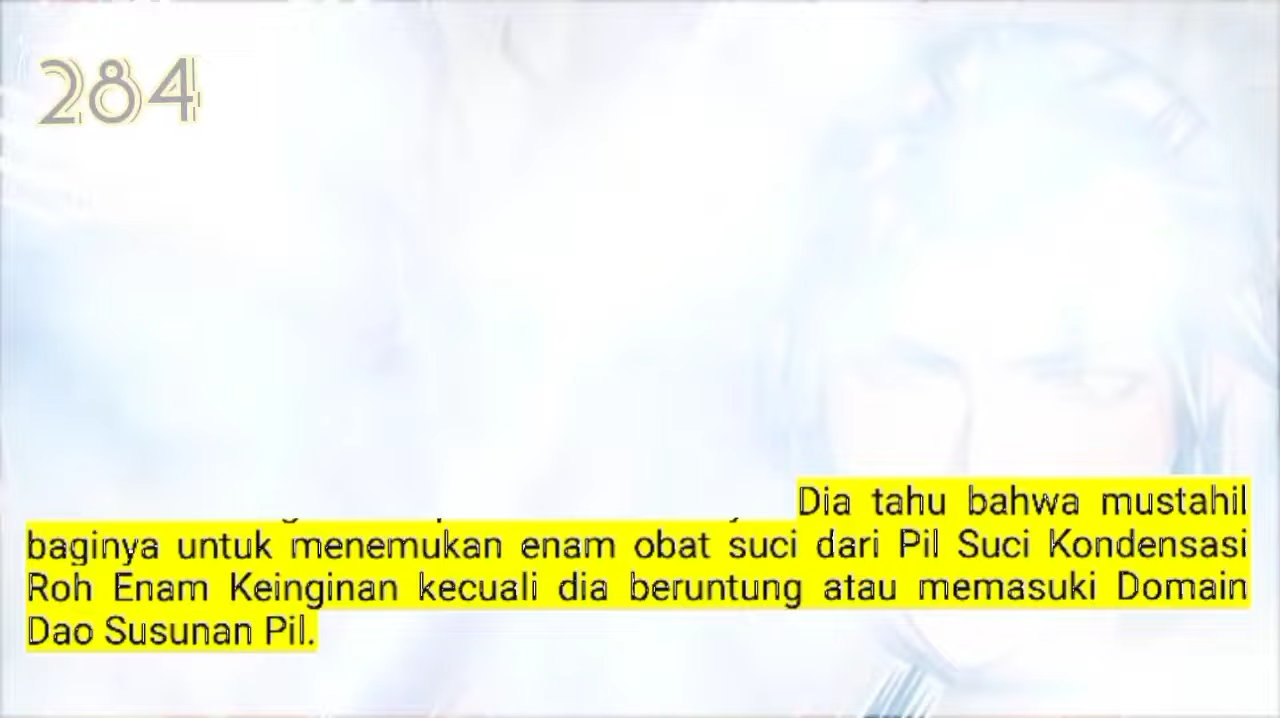 284
Dia tahu bahwa mustahil
baginya untuk menemukan enam obat suci dari Pil Suci Kondensasi
Roh Enam Keinginan kecuali dia beruntung atau memasuki Domain
Dao Susunan Pil.